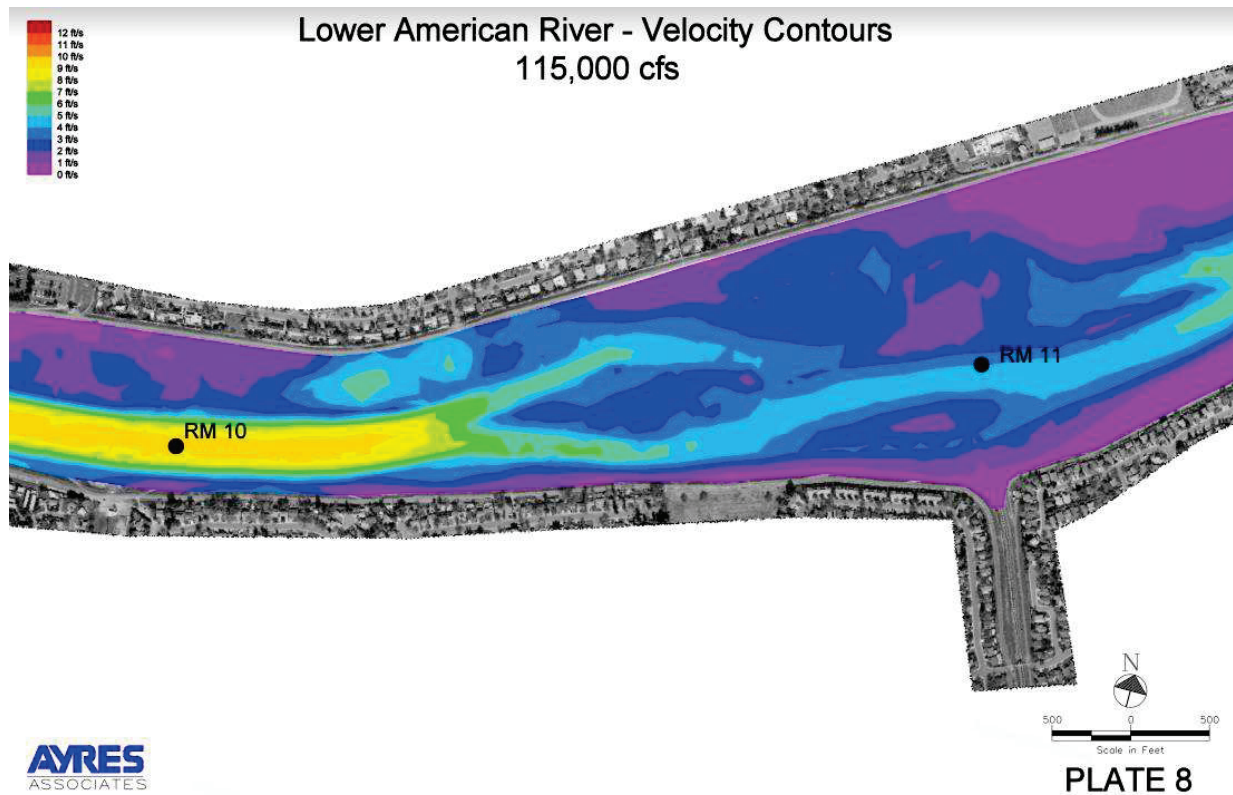 Lower American River - Velocity Contours
115,000 cfs
12 ft/s
11 ft/s
10 ft/s
9 ft/s
8 ft/s
7 ft/s
6 ft/s
5 ft/s
4 ft/s
3 ft/s
2 ft/s
1 ft/s
0 ft/s
RM 11
RM 10
N
500 0 500
Scale in Feet
PLATE 8
AYRES
ASSOCIATES